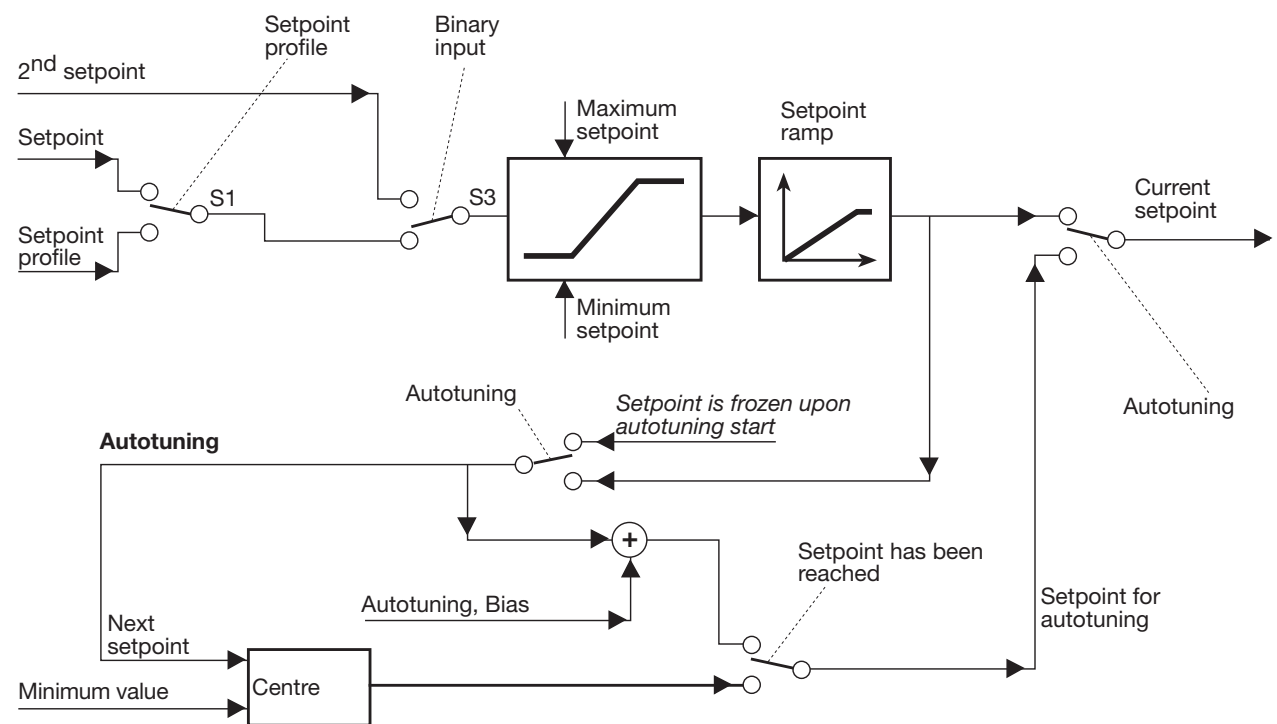 Setpoint
profile
Binary
input
2nd setpoint
Setpoint
S1
Setpoint
profile
S3
Maximum
setpoint
Minimum
setpoint
Setpoint
ramp
Current
setpoint
Autotuning
Autotuning
Setpoint is frozen upon
autotuning start
Autotuning
+
Autotuning, Bias
Setpoint has been
reached
Setpoint for
autotuning
Next
setpoint
Minimum value
Centre